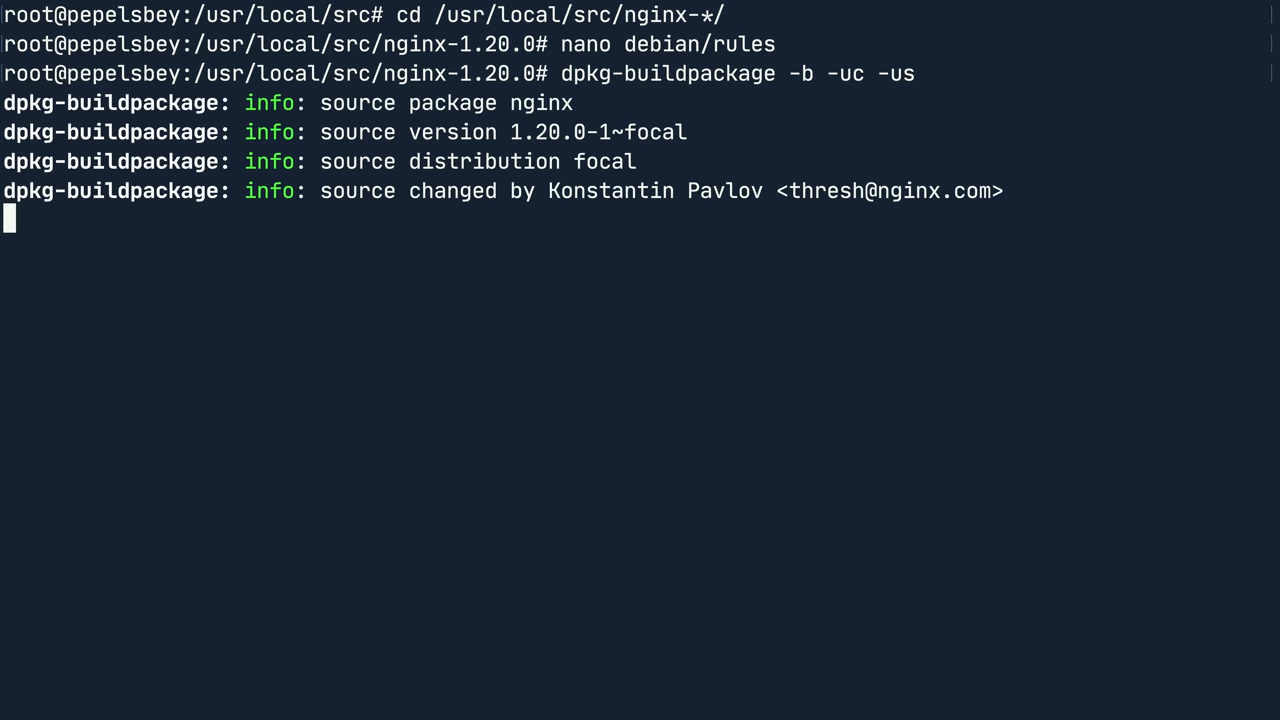 root@pepelsbey:/usr/local/src# cd /usr/local/src/nginx-*/
root@pepelsbey:/usr/local/src/nginx-1.20.0# nano debian/rules
root@pepelsbey:/usr/local/src/nginx-1.20.0# dpkg-buildpackage -b -uc -us
dpkg-buildpackage: info: source package nginx
dpkg-buildpackage: info: source version 1.20.0-1~focal
dpkg-buildpackage: info: source distribution focal
dpkg-buildpackage: info: source changed by Konstantin Pavlov <thresh@nginx.com>